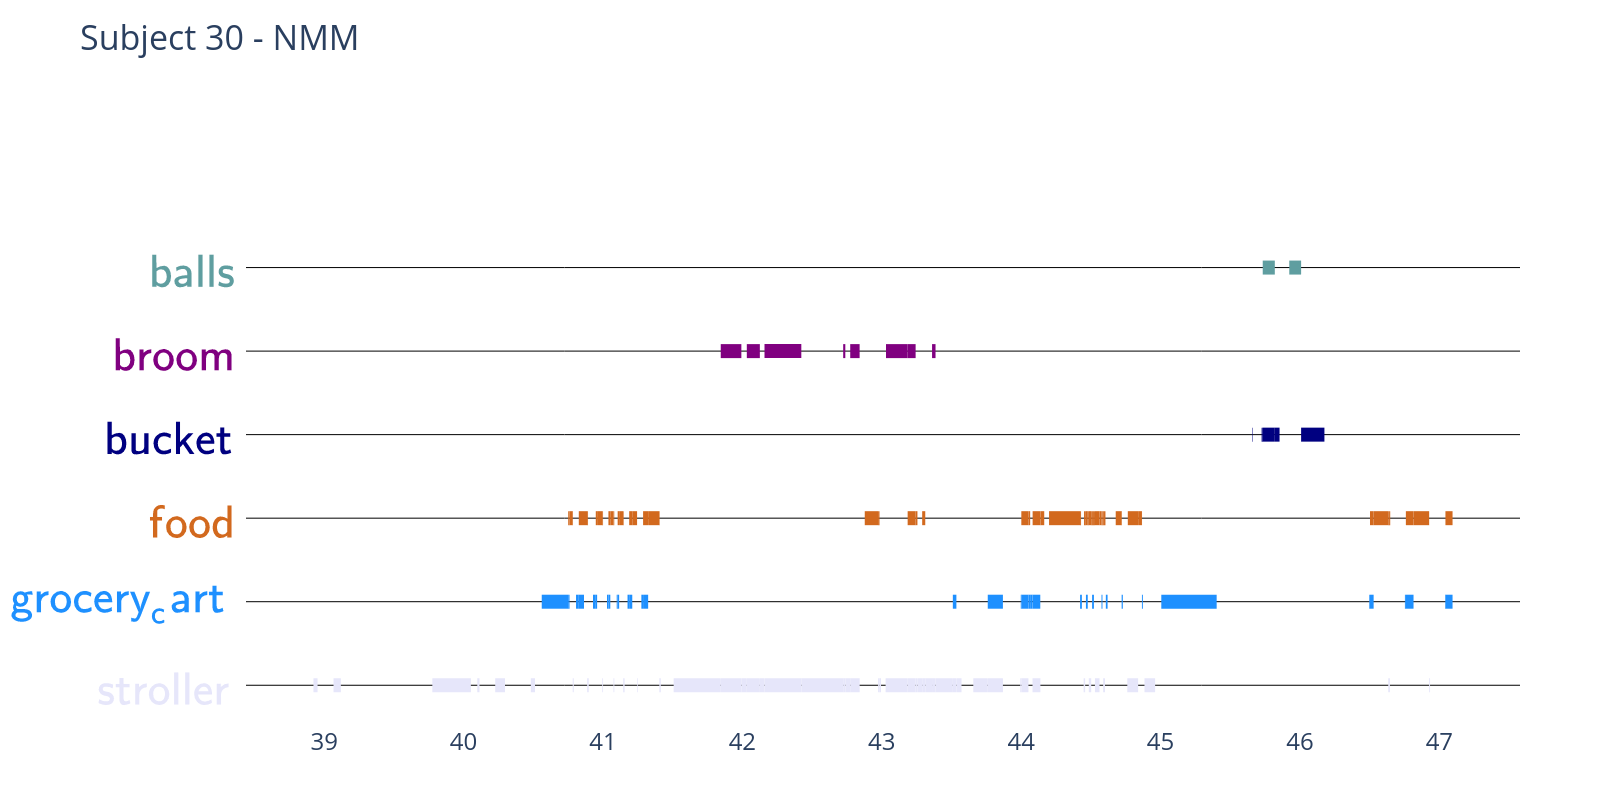 Subject 30 - NMM
balls
broom
bucket
food
grocery_cart
stroller
39 40 41 42 43 44 45 46 47